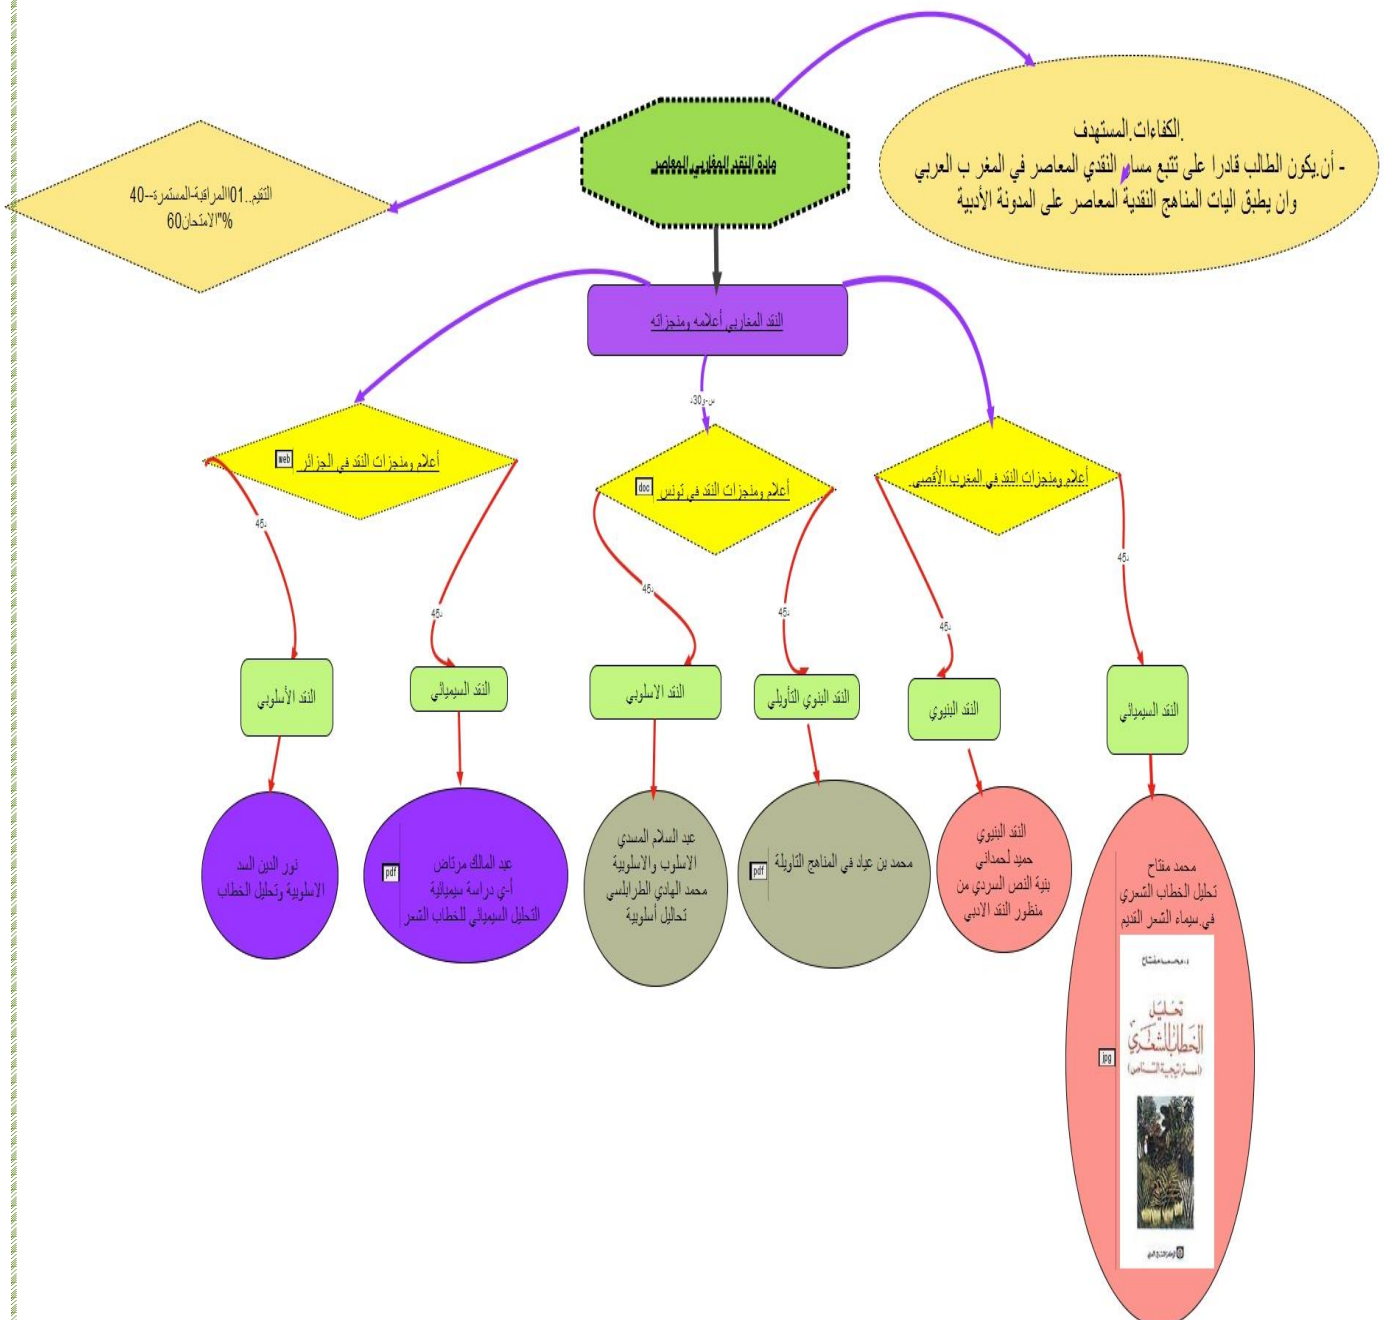 مادة النقد المغاربي المعاصر
الكفاءات المستهدف.
- أن يكون الطالب قادرا على تتبع مسار النقدي المعاصر في المغر ب العربي
وان يطبق اليات المناهج النقدية المعاصر على المدونة الأدبية
التقيم..01المراقبة-المستمرة--40
%"الامتحان60
النقد المغاربي أعلامه ومنجزاته
أعلام ومنجزات النقد في المغرب الأقصى
أعلام ومنجزات النقد في تونس
doc
أعلام ومنجزات النقد في الجزائر
web
45د
45د
45د
45د
45د
45د
النقد السيميائي
النقد البنيوي
النقد البنوي التأويلي
النقد الاسلوبي
النقد السيميائي
النقد الأسلوبي
محمد مفتاح
تحليل الخطاب الشعري
في.سيماء الشعر القديم
jpg
د. محمد مفتاح
تحليل
الخطاب الشعري
(استراتيجية التناص)
النقد البنيوي
حميد لحمداني
بنية النص السردي من
منظور النقد الادبي
محمد بن عياد في المناهج التاويلة
pdf
عبد السلام المسدي
الاسلوب والاسلوبية
محمد الهادي الطرابلسي
تحاليل أسلوبية
عبد المالك مرتاض
أ-ي دراسة سيميائية
التحليل السيميائي للخطاب الشعر
pdf
نور الدين السد
الاسلوبية وتحليل الخطاب